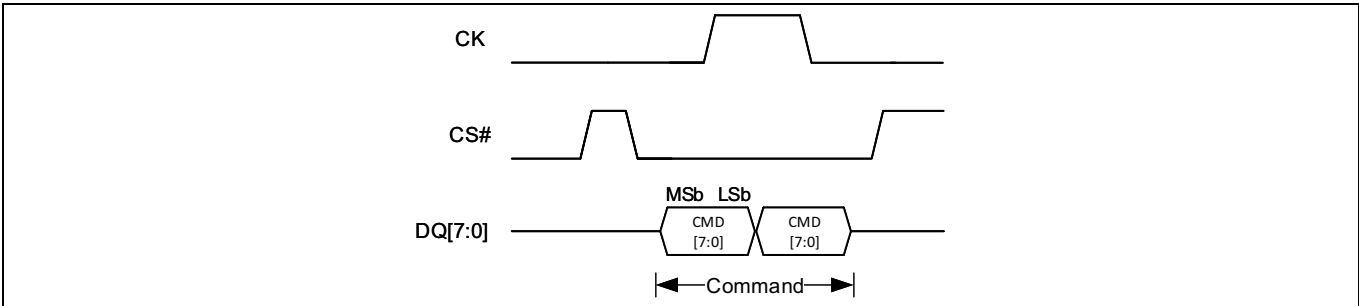 CK
CS#
MSb LSb
DQ[7:0]
CMD
[7:0]
CMD
[7:0]
Command